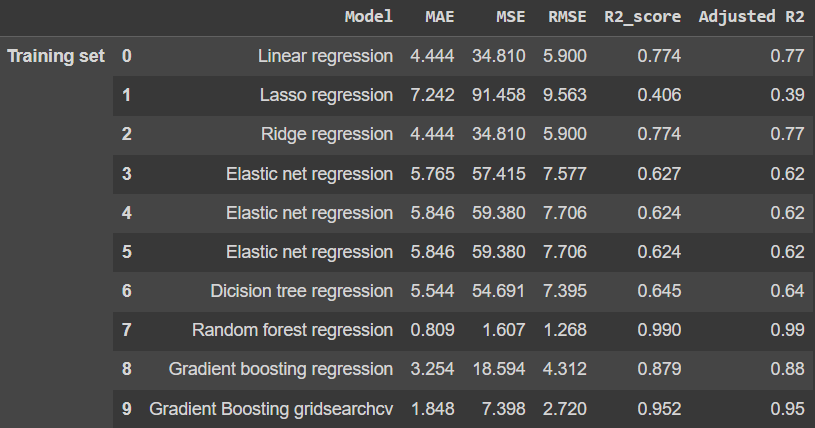 Model MAE MSE RMSE R2_score Adjusted R2
Training set 0 Linear regression 4.444 34.810 5.900 0.774 0.77
1 Lasso regression 7.242 91.458 9.563 0.406 0.39
2 Ridge regression 4.444 34.810 5.900 0.774 0.77
3 Elastic net regression 5.765 57.415 7.577 0.627 0.62
4 Elastic net regression 5.846 59.380 7.706 0.624 0.62
5 Elastic net regression 5.846 59.380 7.706 0.624 0.62
6 Dicision tree regression 5.544 54.691 7.395 0.645 0.64
7 Random forest regression 0.809 1.607 1.268 0.990 0.99
8 Gradient boosting regression 3.254 18.594 4.312 0.879 0.88
9 Gradient Boosting gridsearchcv 1.848 7.398 2.720 0.952 0.95